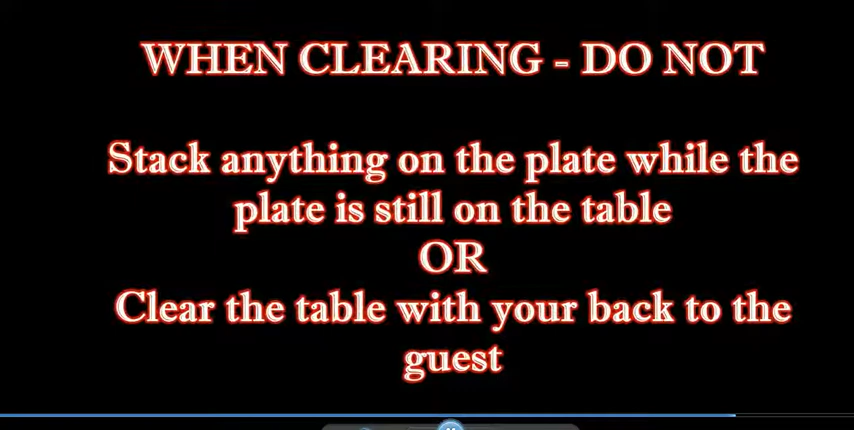 WHEN CLEARING - DO NOT
Stack anything on the plate while the
plate is still on the table
OR
Clear the table with your back to the
guest